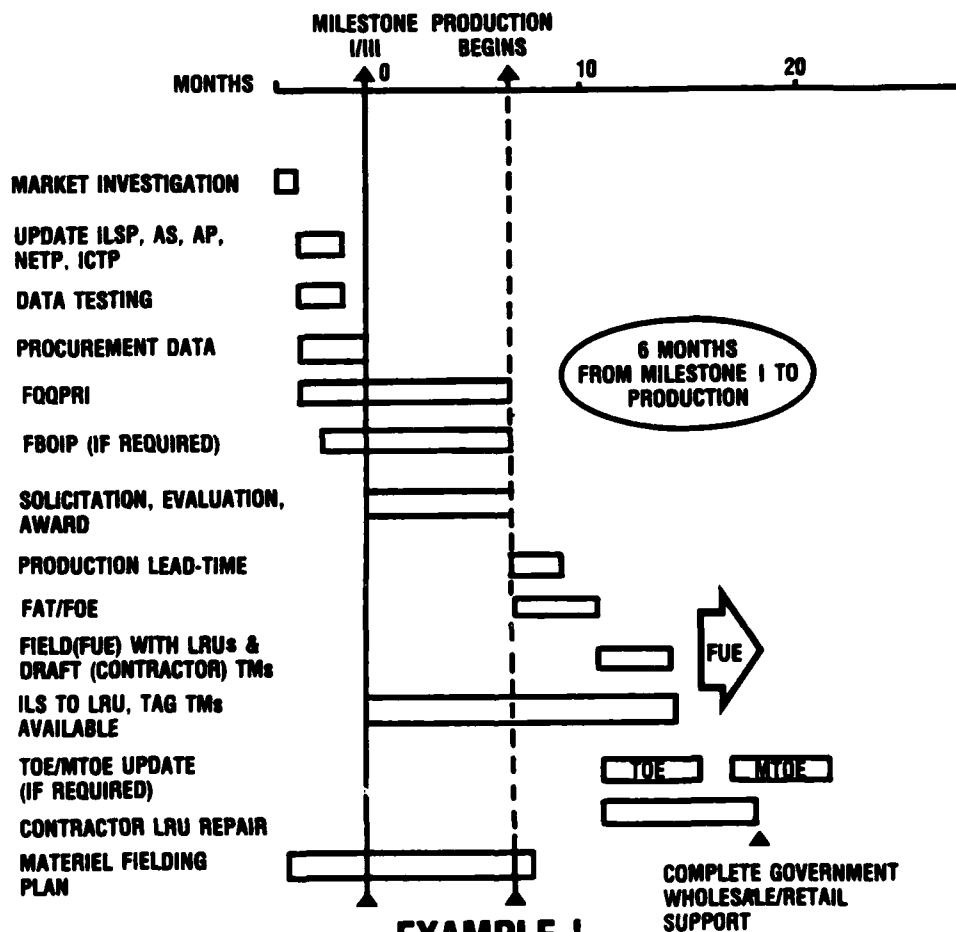 MILESTONE PRODUCTION
I/III BEGINS
MONTHS 0 10 20
MARKET INVESTIGATION
UPDATE ILSP, AS, AP,
NETP, ICTP
DATA TESTING
PROCUREMENT DATA
6 MONTHS
FROM MILESTONE I TO
PRODUCTION
FQQPRI
FBOIP (IF REQUIRED)
SOLICITATION, EVALUATION,
AWARD
PRODUCTION LEAD-TIME
FAT/FOE
FIELD(FUE) WITH LRUs &
DRAFT (CONTRACTOR) TMs
FUE
ILS TO LRU, TAG TMs
AVAILABLE
TOE/MTOE UPDATE
(IF REQUIRED)
TOE MTOE
CONTRACTOR LRU REPAIR
MATERIEL FIELDING
PLAN
COMPLETE GOVERNMENT
WHOLESALE/RETAIL
SUPPORT
EXAMPLE I